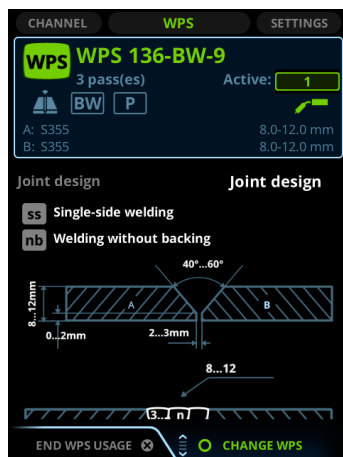 CHANNEL WPS SETTINGS
WPS WPS 136-BW-9
3 pass(es) Active: 1
BW P
A: S355 8.0-12.0 mm
B: S355 8.0-12.0 mm
Joint design Joint design
ss Single-side welding
nb Welding without backing
40°...60°
8...12mm
A B
0...2mm
2...3mm
8...12
3... n
END WPS USAGE CHANGE WPS